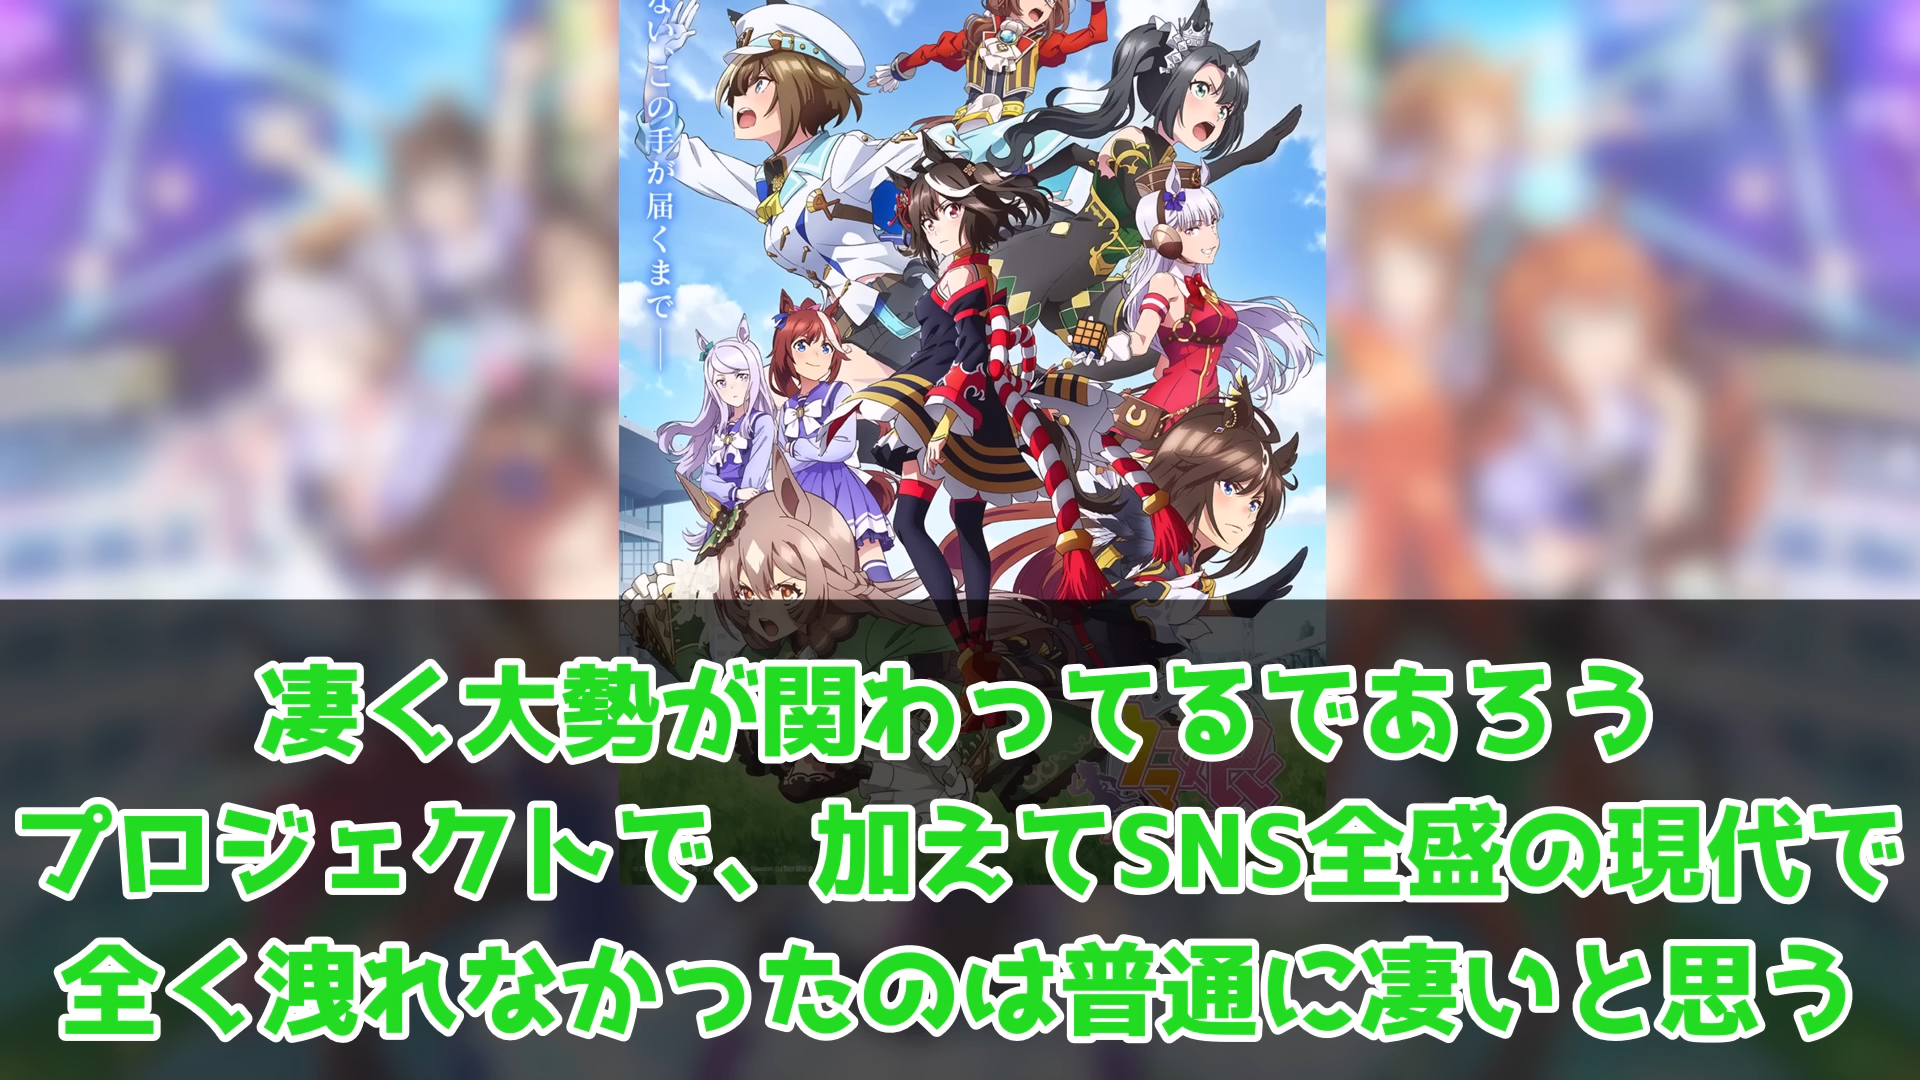 ない、この手が届くまで――
凄く大勢が関わってるであろう
プロジェクトで、加えてSNS全盛の現代で
全く洩れなかったのは普通に凄いと思う